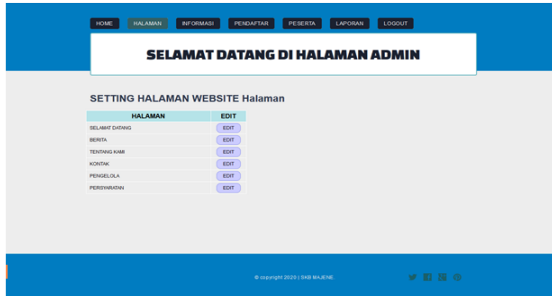 HOME HALAMAN INFORMASI PENDAFTAR PESERTA LAPORAN LOGOUT
SELAMAT DATANG DI HALAMAN ADMIN
SETTING HALAMAN WEBSITE Halaman
HALAMAN EDIT
SELAMAT DATANG EDIT
BERITA EDIT
TENTANG KAMI EDIT
KONTAK EDIT
PENGELOLA EDIT
PERSYARATAN EDIT
© copyright 2020 | SKB MAJENE